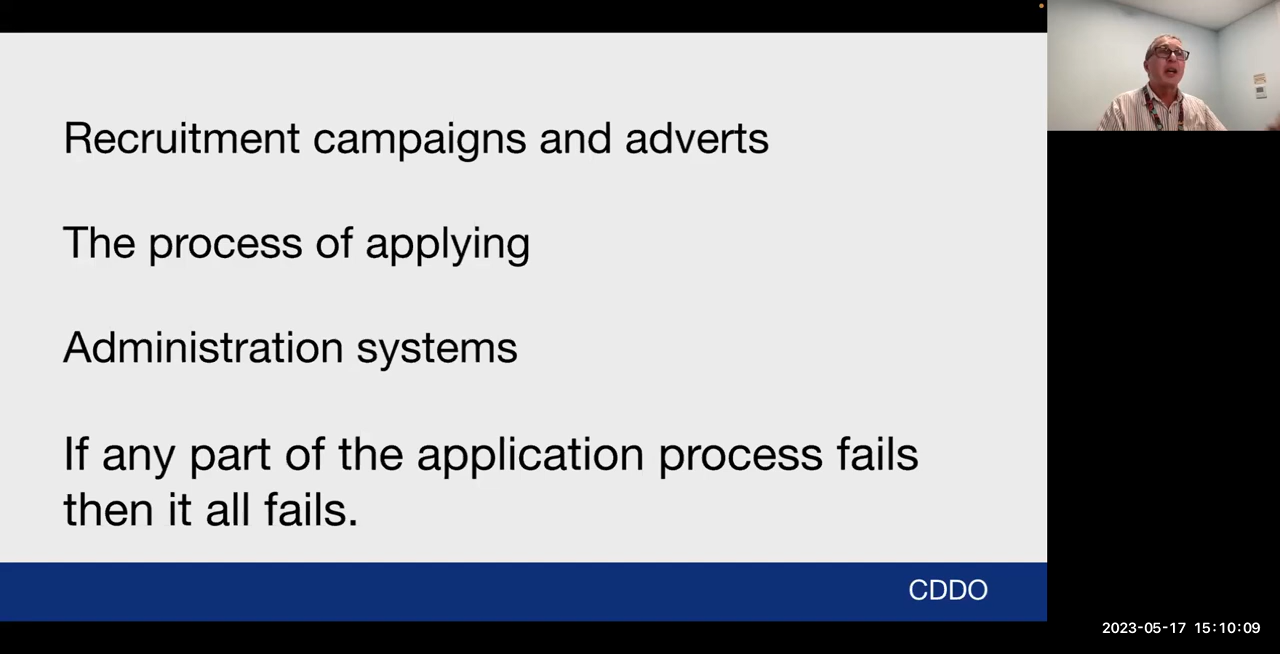 Recruitment campaigns and adverts
The process of applying
Administration systems
If any part of the application process fails
then it all fails.
CDDO
2023-05-17 15:10:09